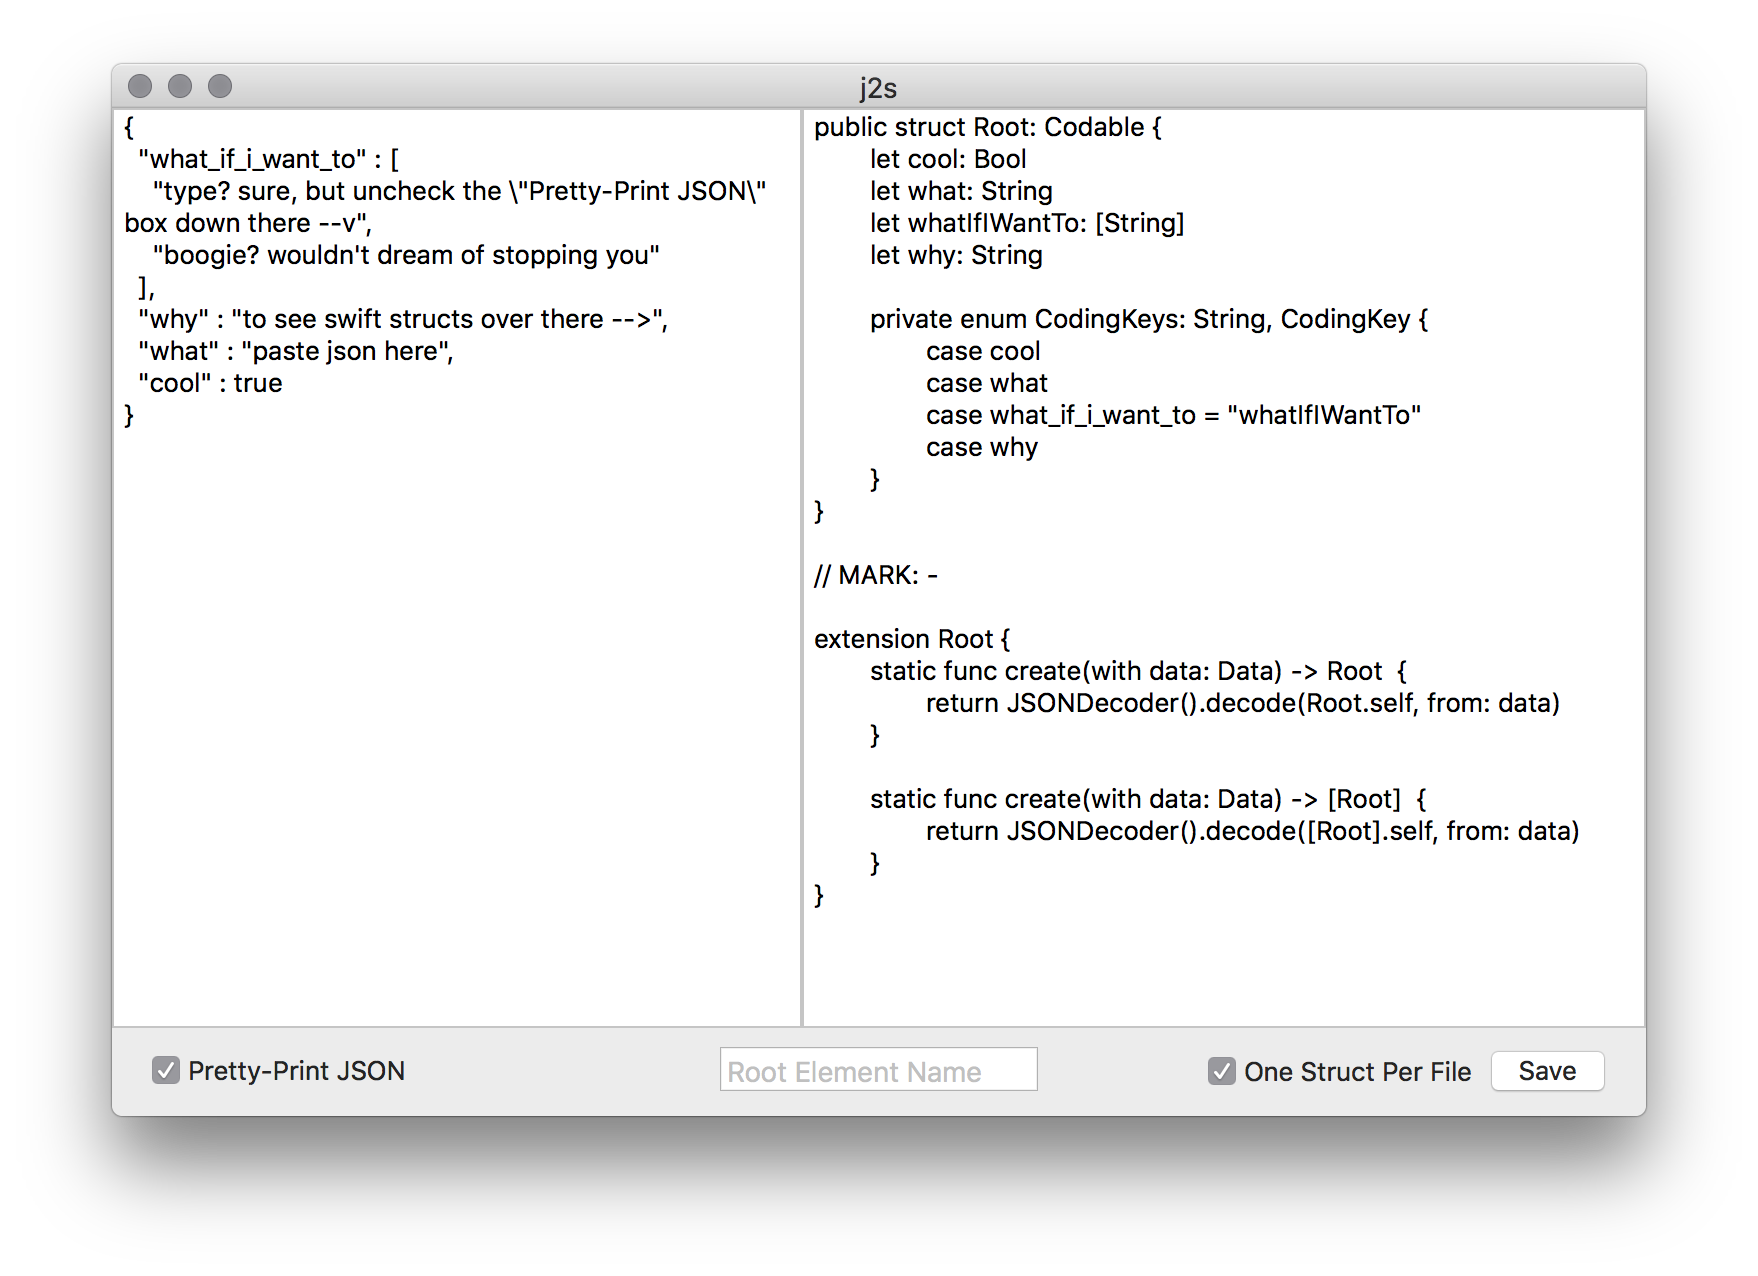 j2s
{
  "what_if_i_want_to" : [
    "type? sure, but uncheck the \"Pretty-Print JSON\"
box down there --v",
    "boogie? wouldn't dream of stopping you"
  ],
  "why" : "to see swift structs over there -->",
  "what" : "paste json here",
  "cool" : true
}
public struct Root: Codable {
	let cool: Bool
	let what: String
	let whatIfIWantTo: [String]
	let why: String

	private enum CodingKeys: String, CodingKey {
		case cool
		case what
		case what_if_i_want_to = "whatIfIWantTo"
		case why
	}
}

// MARK: -

extension Root {
	static func create(with data: Data) -> Root  {
		return JSONDecoder().decode(Root.self, from: data)
	}

	static func create(with data: Data) -> [Root]  {
		return JSONDecoder().decode([Root].self, from: data)
	}
}
Pretty-Print JSON
Root Element Name
One Struct Per File
Save